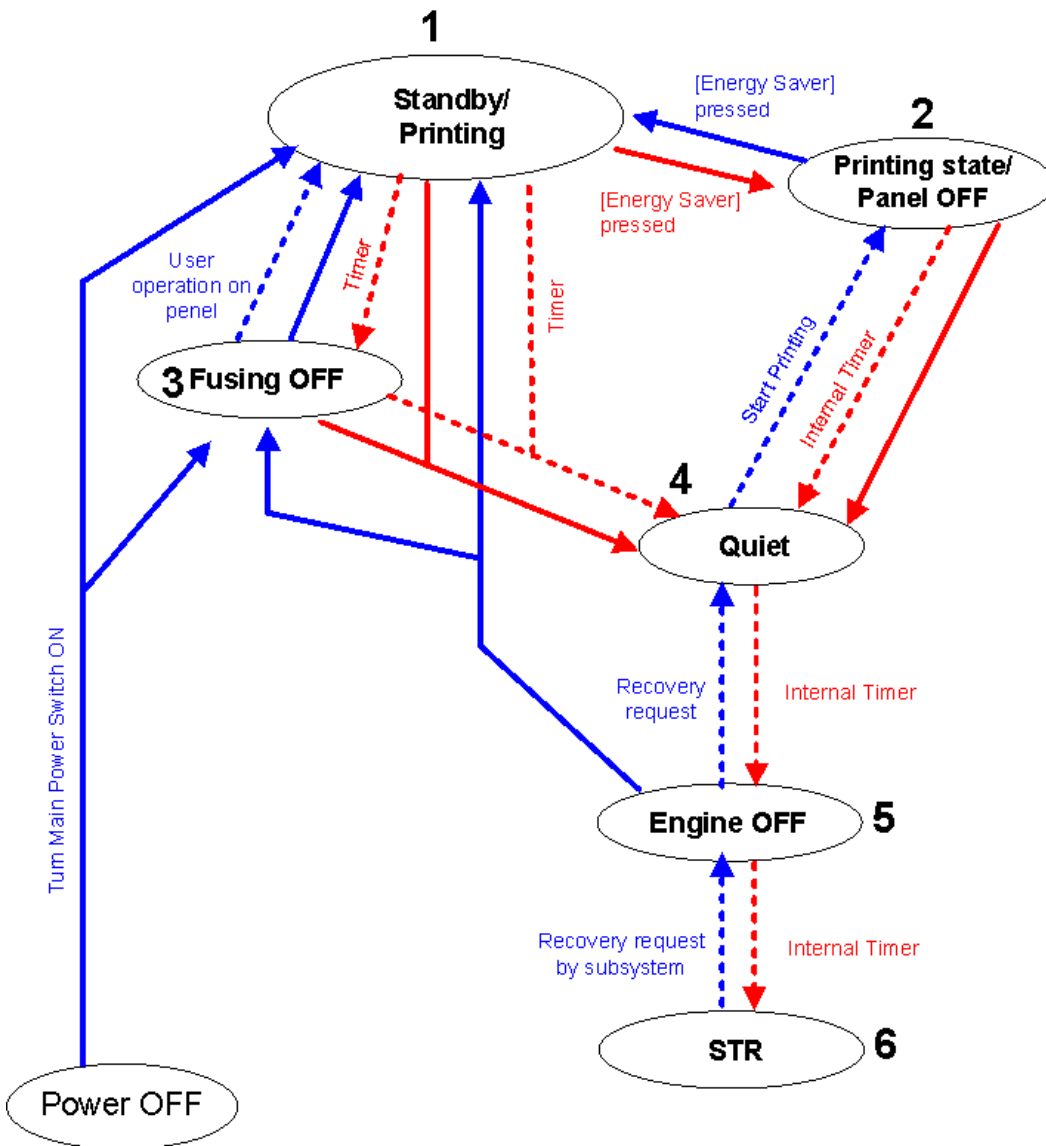 1
Standby/
Printing
[Energy Saver]
pressed
2
Printing state/
Panel OFF
[Energy Saver]
pressed
User
operation on
penel
Timer
Timer
3 Fusing OFF
Start Printing
Internal Timer
4
Quiet
Turn Main Power Switch ON
Recovery
request
Internal Timer
Engine OFF
5
Recovery request
by subsystem
Internal Timer
STR
6
Power OFF